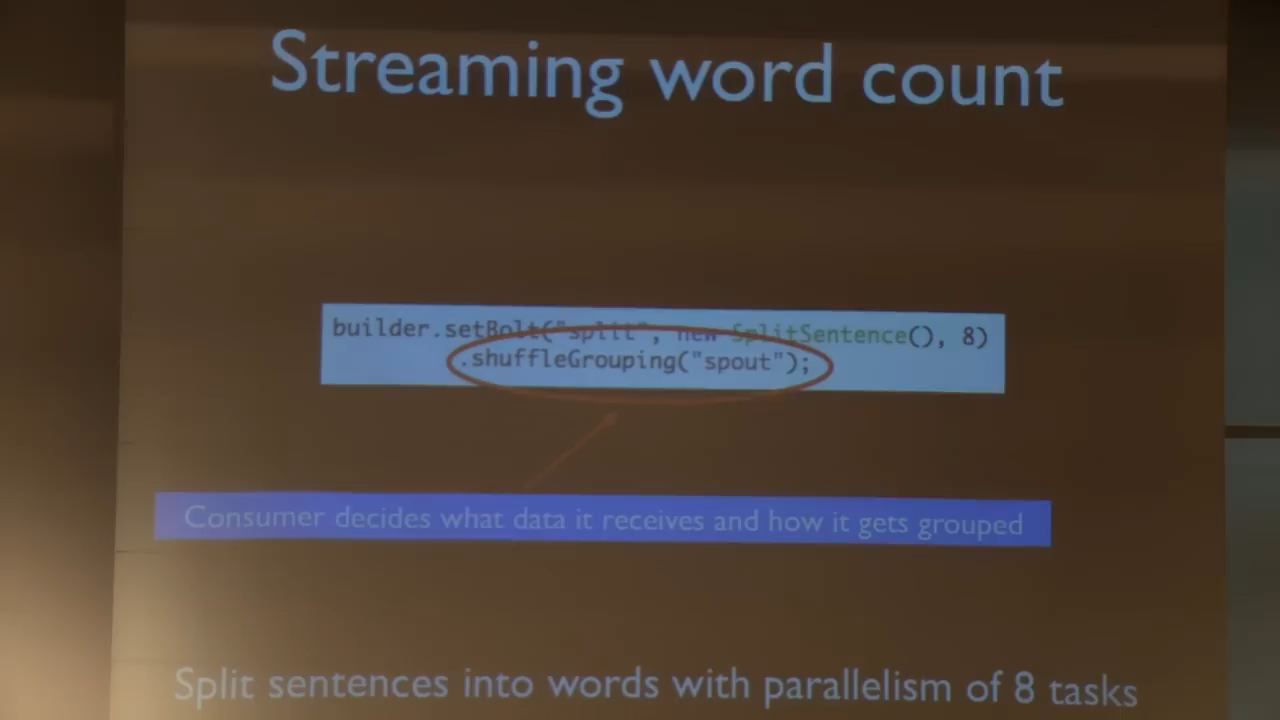 Streaming word count
builder.setBolt("split", new SplitSentence(), 8)
.shuffleGrouping("spout");
Consumer decides what data it receives and how it gets grouped
Split sentences into words with parallelism of 8 tasks